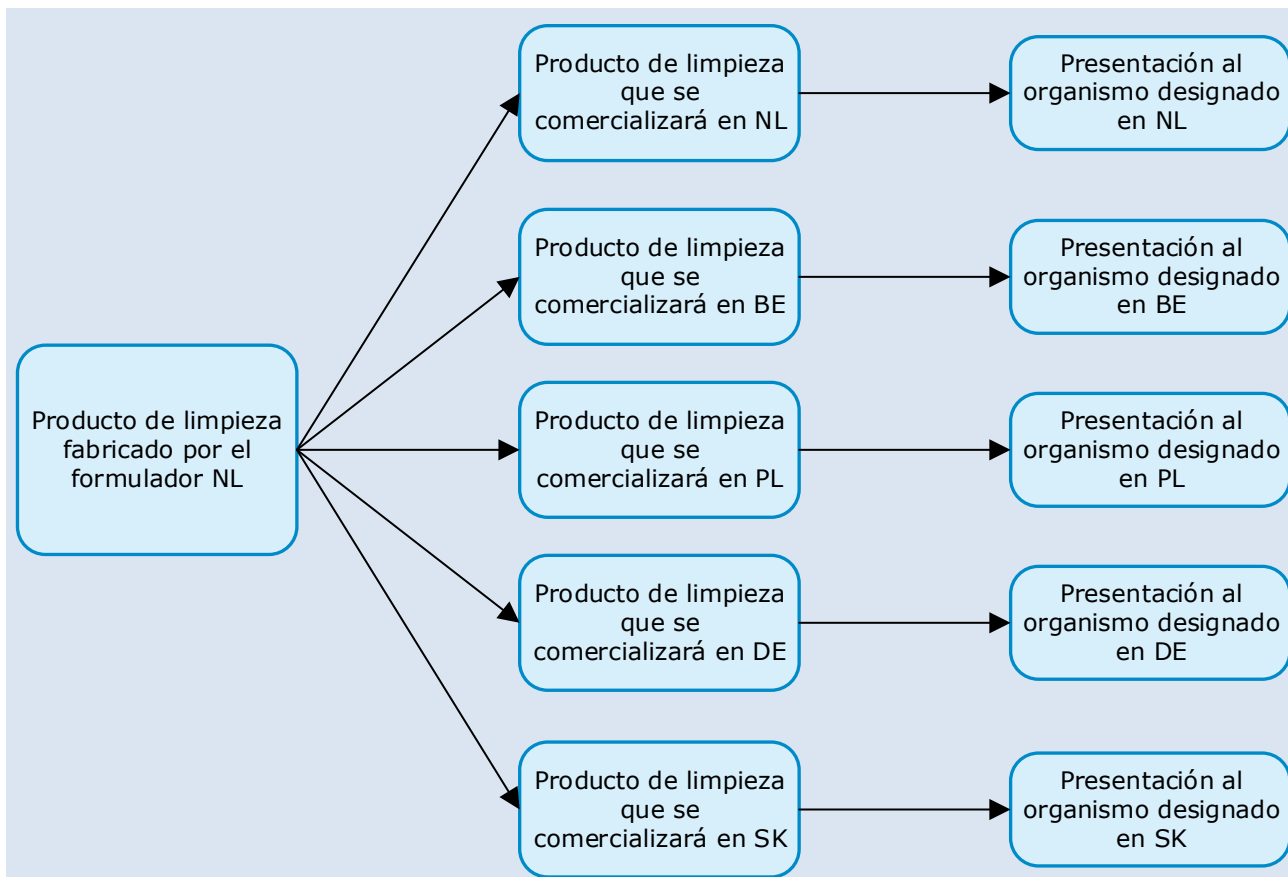 Producto de limpieza
fabricado por el
formulador NL
Producto de limpieza
que se
comercializará en NL
Presentación al
organismo designado
en NL
Producto de limpieza
que se
comercializará en BE
Presentación al
organismo designado
en BE
Producto de limpieza
que se
comercializará en PL
Presentación al
organismo designado
en PL
Producto de limpieza
que se
comercializará en DE
Presentación al
organismo designado
en DE
Producto de limpieza
que se
comercializará en SK
Presentación al
organismo designado
en SK